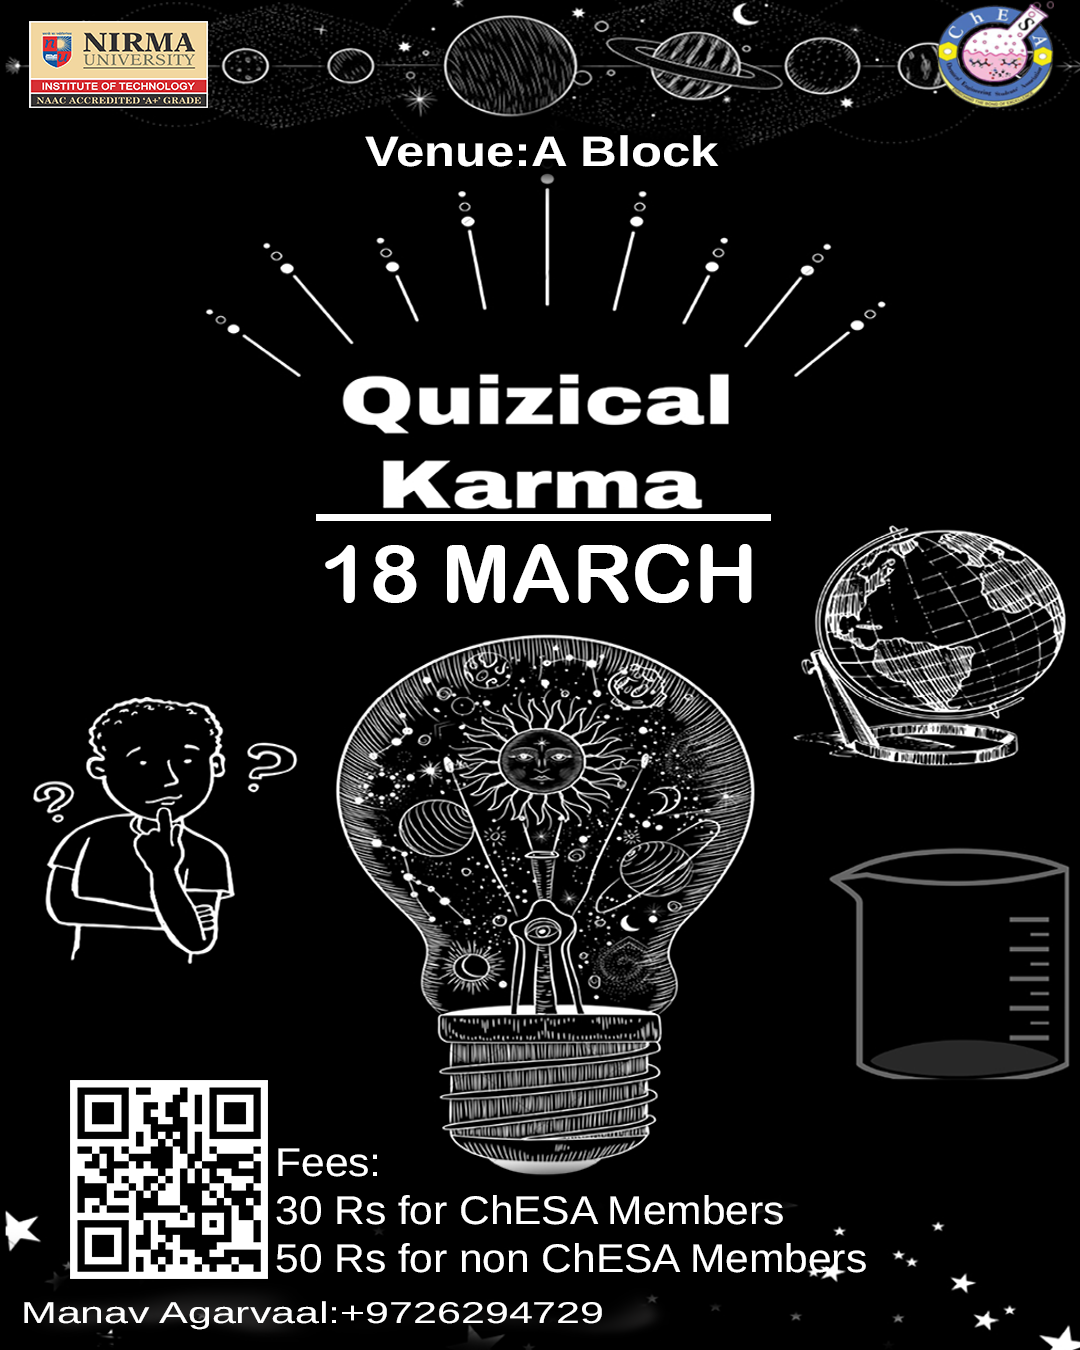 NIRMA
UNIVERSITY
INSTITUTE OF TECHNOLOGY
NAAC ACCREDITED 'A+' GRADE
ChESA
Venue:A Block
Quizical
Karma
18 MARCH
Fees:
30 Rs for ChESA Members
50 Rs for non ChESA Members
Manav Agarvaal:+9726294729